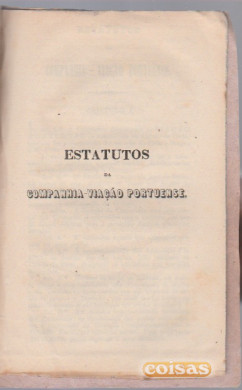 ESTATUTOS
DA
COMPANHIA-VIAÇÃO PORTUENSE.
coisas